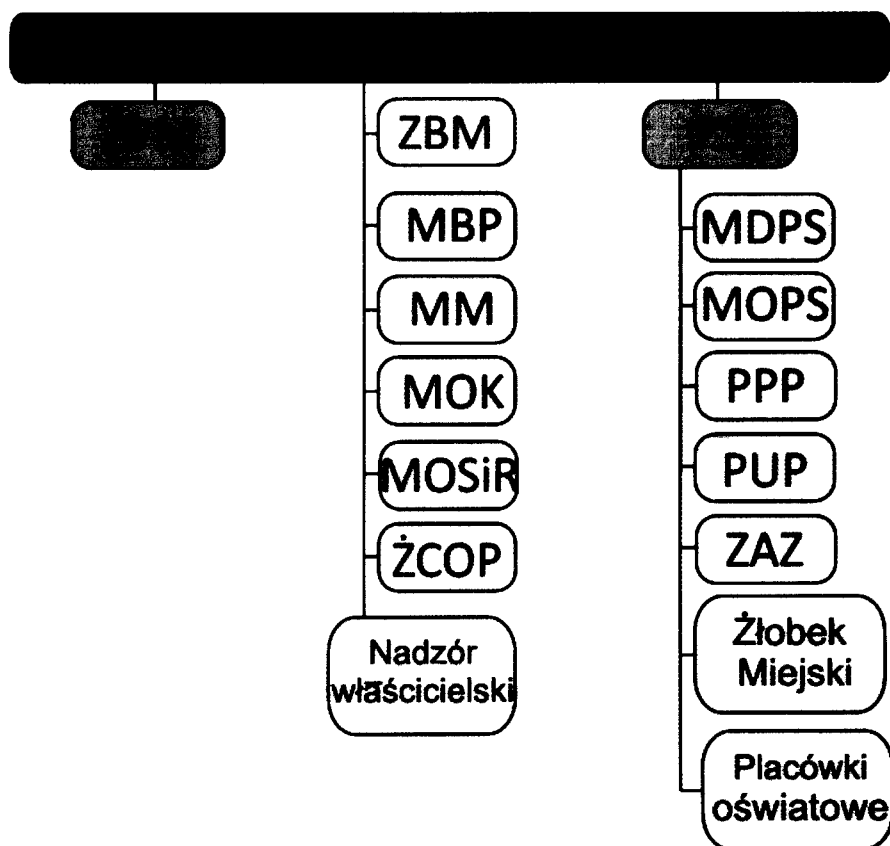 ZBM
MBP
MM
MOK
MOSiR
ŻCOP
Nadzór
właścicielski
MDPS
MOPS
PPP
PUP
ZAZ
Żłobek
Miejski
Placówki
oświatowe